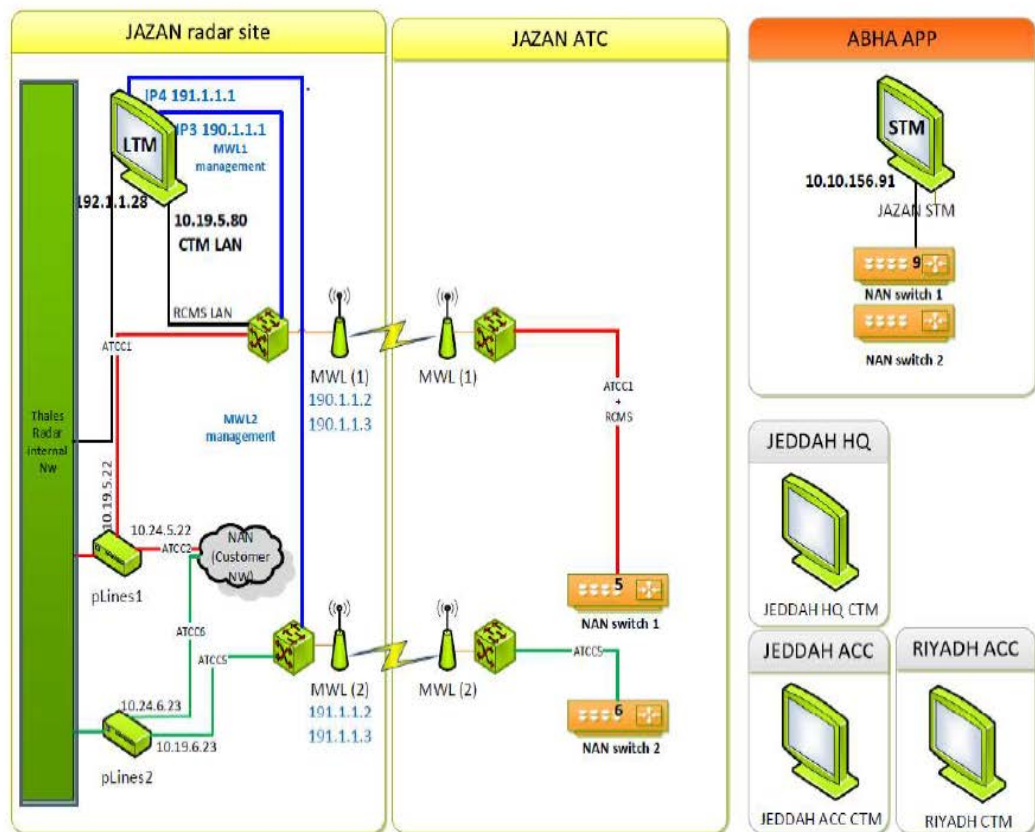 JAZAN radar site
IP4 191.1.1.1
IP3 190.1.1.1
MWL1
management
LTM
192.1.1.28
10.19.5.80
CTM LAN
RCMS LAN
ATCC1
MWL (1)
190.1.1.2
190.1.1.3
MWL2
management
Thales
Radar
internal
Nw
10.19.5.22
10.24.5.22
ATCC2
NAN
(Customer
NW)
pLines1
ATCC6
ATCC5
MWL (2)
191.1.1.2
191.1.1.3
10.24.6.23
10.19.6.23
pLines2
JAZAN ATC
MWL (1)
ATCC1
+
RCMS
5
NAN switch 1
MWL (2)
ATCC5
6
NAN switch 2
ABHA APP
STM
10.10.156.91
JAZAN STM
9
NAN switch 1
NAN switch 2
JEDDAH HQ
JEDDAH HQ CTM
JEDDAH ACC
JEDDAH ACC CTM
RIYADH ACC
RIYADH CTM